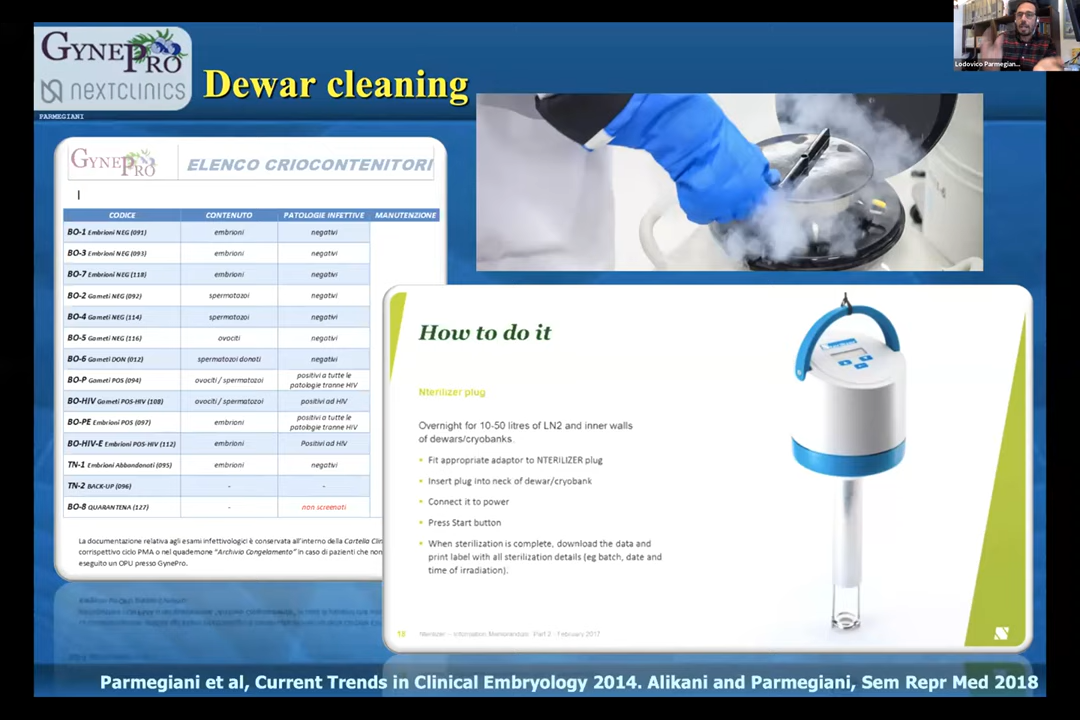 GYNEPRO
NEXTCLINICS
PARMEGIANI
Dewar cleaning
Lodovico Parmegian...
GYNEPRO
ELENCO CRIOCONTENITORI
CODICE CONTENUTO PATOLOGIE INFETTIVE MANUTENZIONE
BO-1 Embrioni NEG (091) embrioni negativi
BO-3 Embrioni NEG (093) embrioni negativi
BO-7 Embrioni NEG (118) embrioni negativi
BO-2 Gameti NEG (092) spermatozoi negativi
BO-4 Gameti NEG (114) spermatozoi negativi
BO-5 Gameti NEG (116) ovociti negativi
BO-6 Gameti DON (012) spermatozoi donati negativi
BO-P Gameti POS (094) ovociti / spermatozoi positivi a tutte le
patologie tranne HIV
BO-HIV Gameti POS-HIV (108) ovociti / spermatozoi positivi ad HIV
BO-PE Embrioni POS (097) embrioni positivi a tutte le
patologie tranne HIV
BO-HIV-E Embrioni POS-HIV (112) embrioni Positivi ad HIV
TN-1 Embrioni Abbandonati (095) embrioni negativi
TN-2 BACK-UP (096) - -
BO-8 QUARANTENA (127) - non screenati
La documentazione relativa agli esami infettivologici è conservata all'interno della Cartella Clin
corrispettivo ciclo PMA o nel quaderno "Archivio Congelamento" in caso di pazienti che non
eseguito un OPU presso GynePro.
How to do it
Nterilizer plug
Overnight for 10-50 litres of LN2 and inner walls
of dewars/cryobanks.
• Fit appropriate adaptor to NTERILIZER plug
• Insert plug into neck of dewar/cryobank
• Connect it to power
• Press Start button
• When sterilization is complete, download the data and
print label with all sterilization details (eg batch, date and
time of irradiation).
18 Nterilizer – Information Memorandum Part 2 February 2017
Parmegiani et al, Current Trends in Clinical Embryology 2014. Alikani and Parmegiani, Sem Repr Med 2018